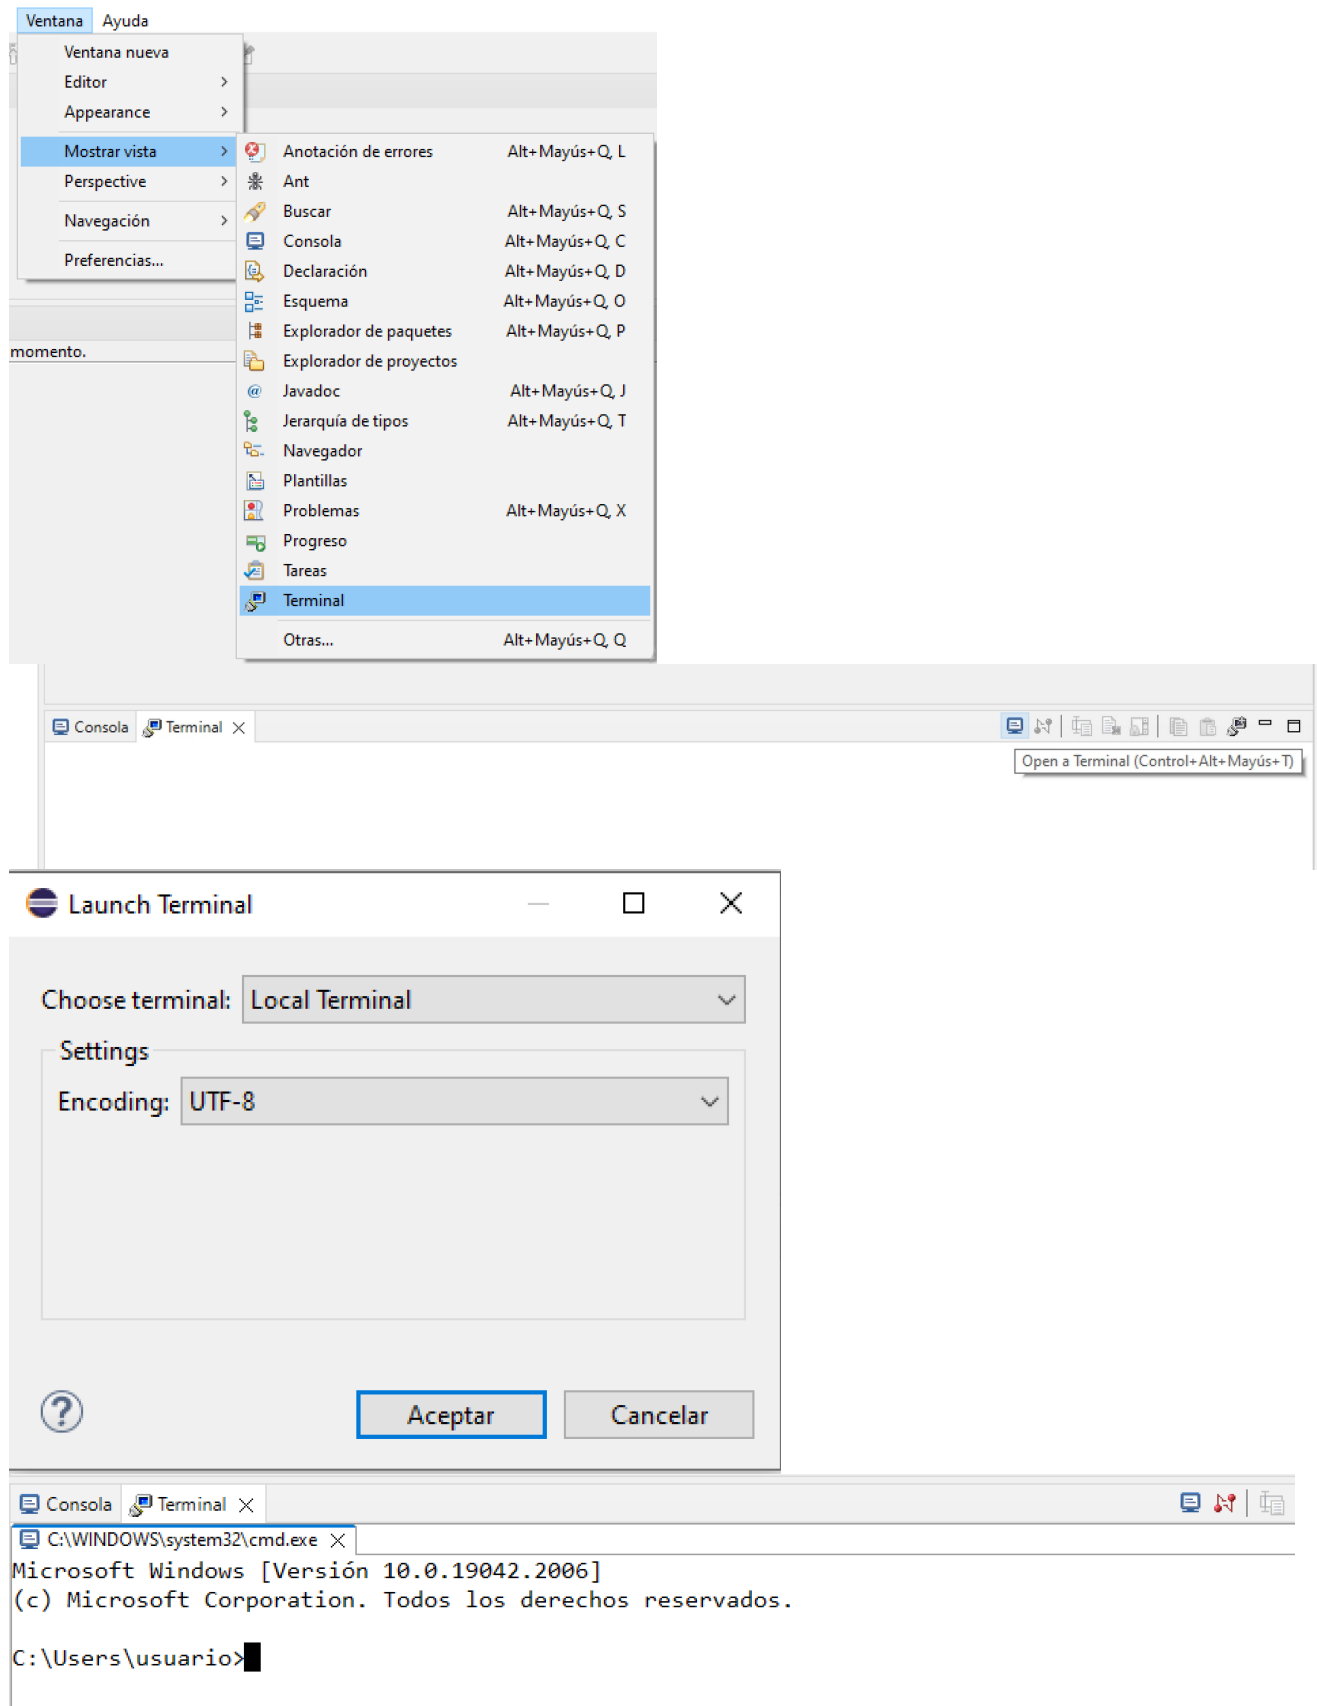 Ventana Ayuda
Ventana nueva
Editor
Appearance
Mostrar vista
Perspective
Navegación
Preferencias...
momento.
Anotación de errores Alt+Mayús+Q, L
Ant
Buscar Alt+Mayús+Q, S
Consola Alt+Mayús+Q, C
Declaración Alt+Mayús+Q, D
Esquema Alt+Mayús+Q, O
Explorador de paquetes Alt+Mayús+Q, P
Explorador de proyectos
Javadoc Alt+Mayús+Q, J
Jerarquía de tipos Alt+Mayús+Q, T
Navegador
Plantillas
Problemas Alt+Mayús+Q, X
Progreso
Tareas
Terminal
Otras... Alt+Mayús+Q, Q
Consola Terminal
Open a Terminal (Control+Alt+Mayús+T)
Launch Terminal
Choose terminal: Local Terminal
Settings
Encoding: UTF-8
Aceptar Cancelar
Consola Terminal
C:\WINDOWS\system32\cmd.exe
Microsoft Windows [Versión 10.0.19042.2006]
(c) Microsoft Corporation. Todos los derechos reservados.
C:\Users\usuario>